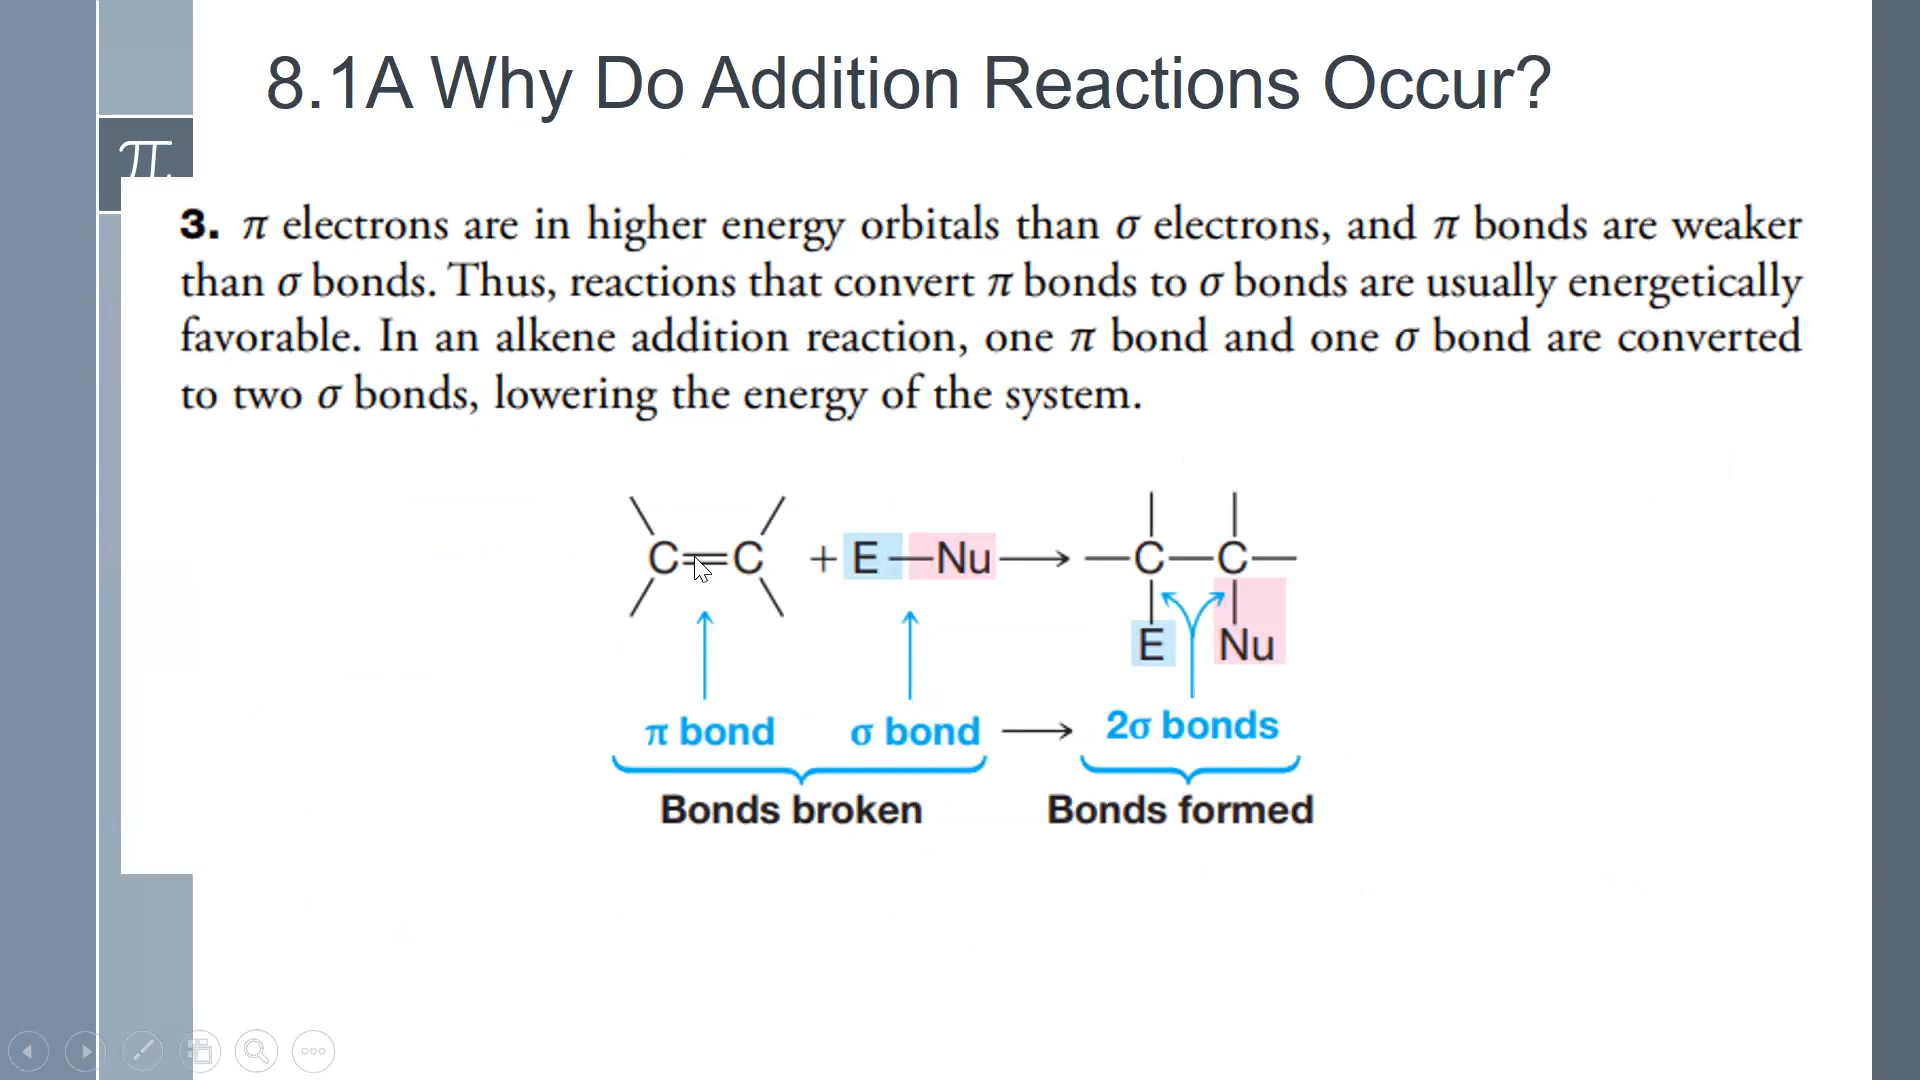 8.1A Why Do Addition Reactions Occur?
π
3. π electrons are in higher energy orbitals than σ electrons, and π bonds are weaker
than σ bonds. Thus, reactions that convert π bonds to σ bonds are usually energetically
favorable. In an alkene addition reaction, one π bond and one σ bond are converted
to two σ bonds, lowering the energy of the system.
C=C + E—Nu → —C—C—
E Nu
π bond σ bond → 2σ bonds
Bonds broken Bonds formed